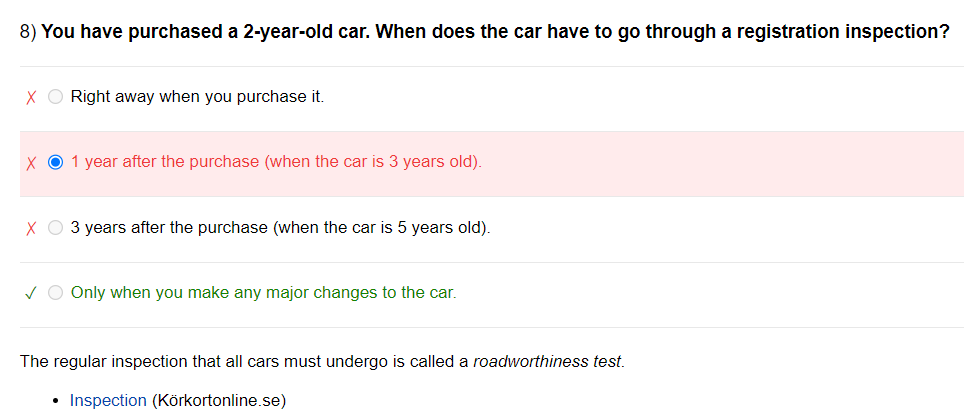 8) You have purchased a 2-year-old car. When does the car have to go through a registration inspection?
✗ Right away when you purchase it.
✗ 1 year after the purchase (when the car is 3 years old).
✗ 3 years after the purchase (when the car is 5 years old).
✓ Only when you make any major changes to the car.
The regular inspection that all cars must undergo is called a roadworthiness test.
• Inspection (Körkortonline.se)